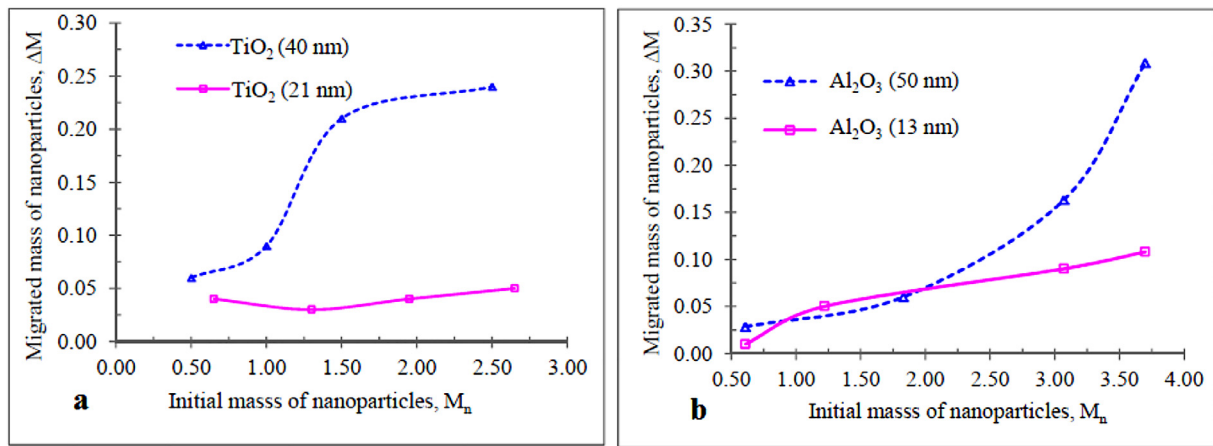 0.30
0.25
0.20
0.15
0.10
0.05
0.00
Migrated mass of nanoparticles, ΔM
TiO₂ (40 nm)
TiO₂ (21 nm)
0.00 0.50 1.00 1.50 2.00 2.50 3.00
a Initial masss of nanoparticles, Mₙ
0.35
0.30
0.25
0.20
0.15
0.10
0.05
0.00
Migrated mass of nanoparticles, ΔM
Al₂O₃ (50 nm)
Al₂O₃ (13 nm)
0.50 1.00 1.50 2.00 2.50 3.00 3.50 4.00
b Initial masss of nanoparticles, Mₙ